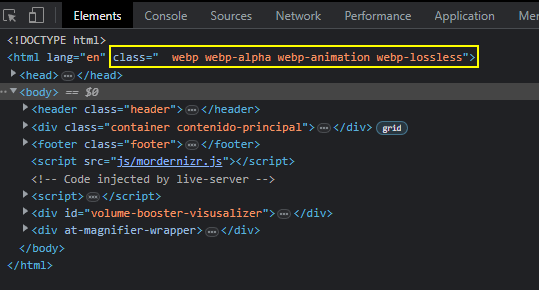 Elements Console Sources Network Performance Memory Application
<!DOCTYPE html>
<html lang="en" class="  webp webp-alpha webp-animation webp-lossless">
<head>…</head>
<body> == $0
<header class="header">…</header>
<div class="container contenido-principal">…</div> grid
<footer class="footer">…</footer>
<script src="js/mordernizr.js"></script>
<!-- Code injected by live-server -->
<script>…</script>
<div id="volume-booster-visusalizer">…</div>
<div at-magnifier-wrapper>…</div>
</body>
</html>